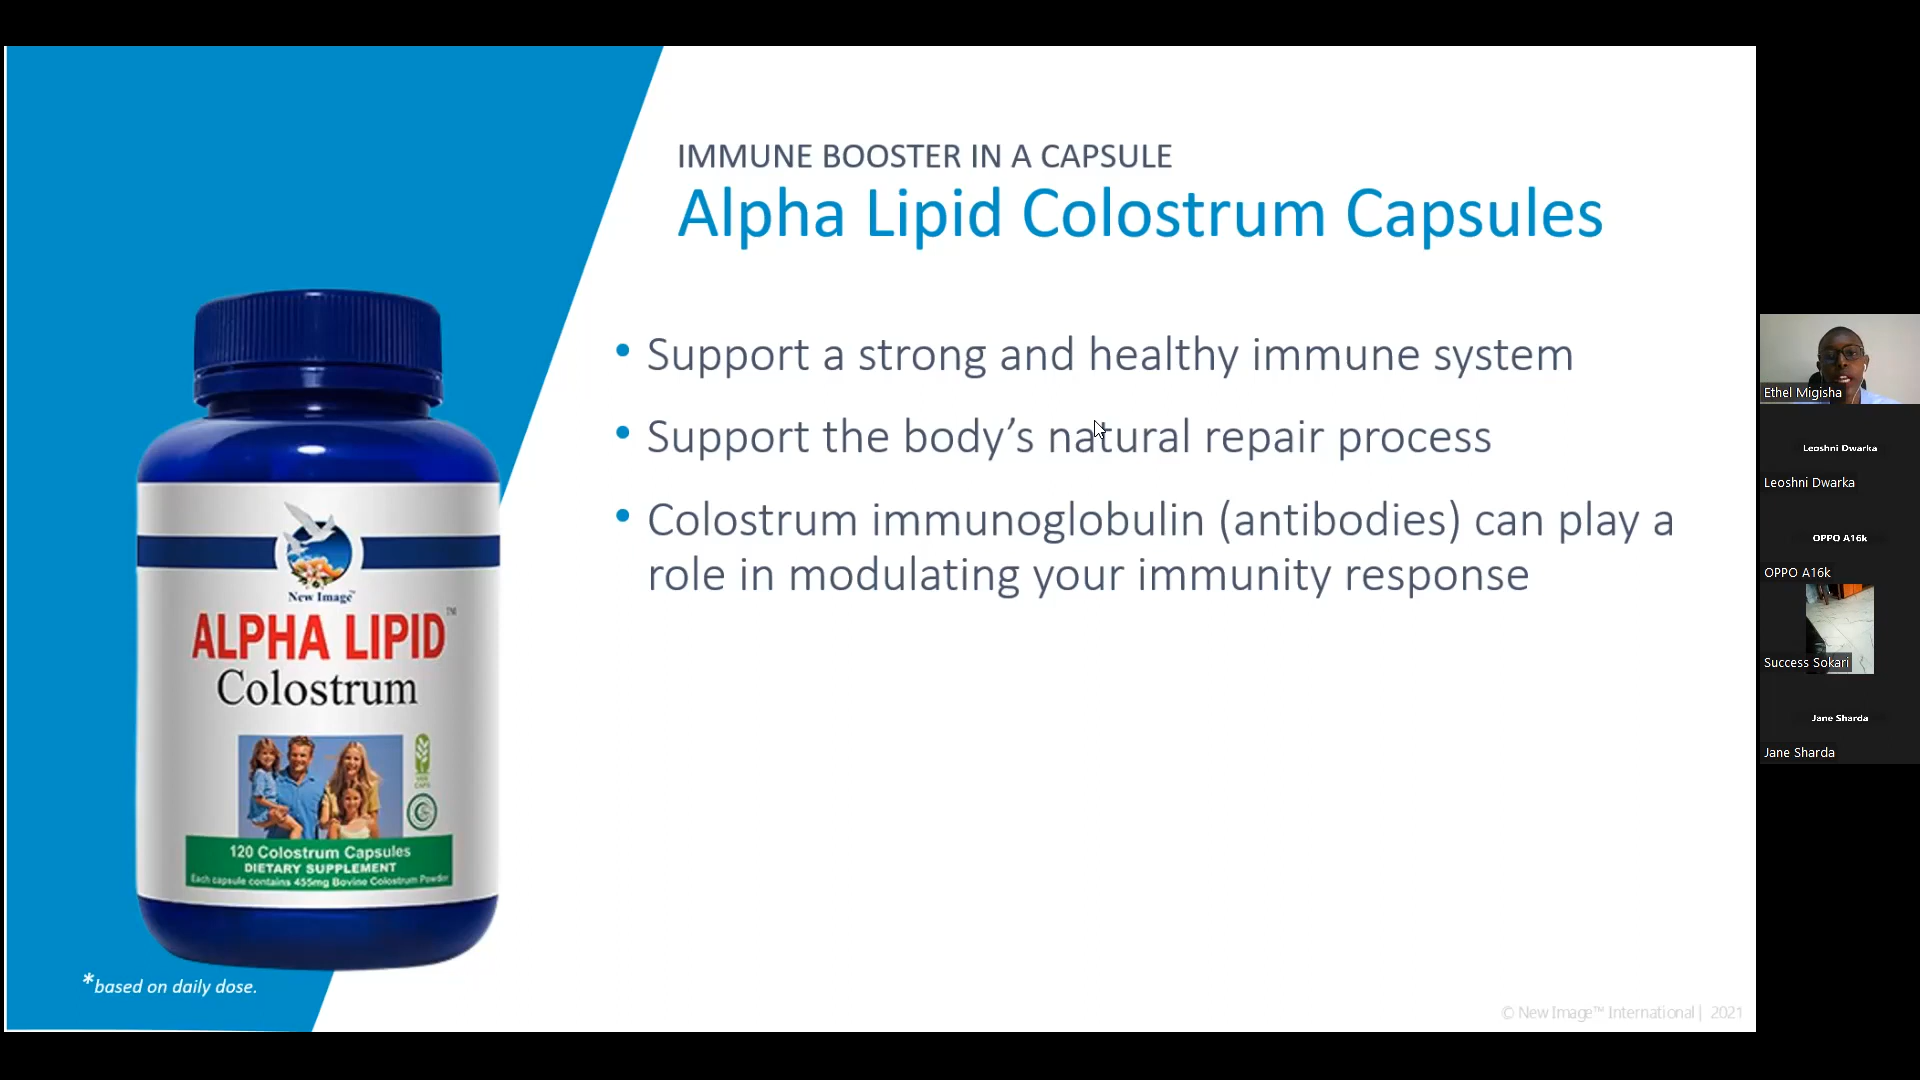 IMMUNE BOOSTER IN A CAPSULE
Alpha Lipid Colostrum Capsules
• Support a strong and healthy immune system
• Support the body’s natural repair process
• Colostrum immunoglobulin (antibodies) can play a
role in modulating your immunity response
New Image™
ALPHA LIPID™
Colostrum
120 Colostrum Capsules
DIETARY SUPPLEMENT
Each capsule contains 455mg Bovine Colostrum Powder
*based on daily dose.
© New Image™ International | 2021
Ethel Migisha
Leoshni Dwarka
Leoshni Dwarka
OPPO A16k
OPPO A16k
Success Sokari
Jane Sharda
Jane Sharda